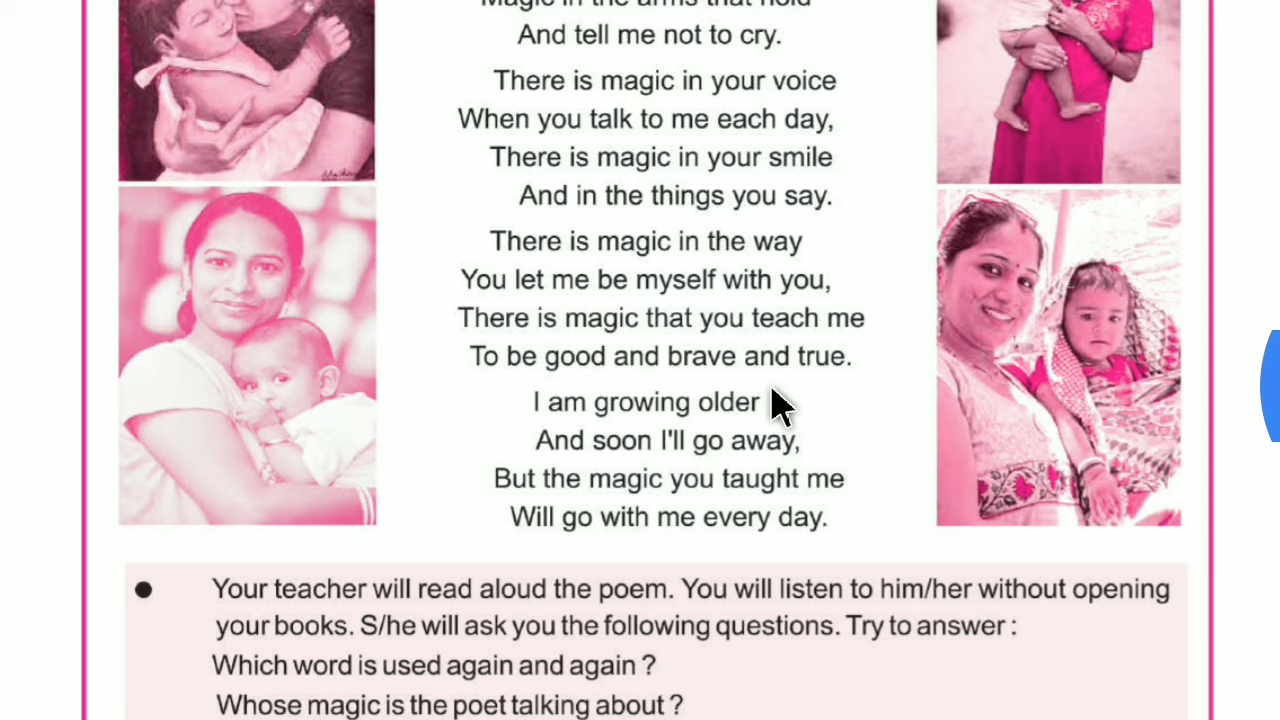 Magic in the arms that hold
And tell me not to cry.
There is magic in your voice
When you talk to me each day,
There is magic in your smile
And in the things you say.
There is magic in the way
You let me be myself with you,
There is magic that you teach me
To be good and brave and true.
I am growing older
And soon I'll go away,
But the magic you taught me
Will go with me every day.
● Your teacher will read aloud the poem. You will listen to him/her without opening
your books. S/he will ask you the following questions. Try to answer :
Which word is used again and again ?
Whose magic is the poet talking about ?